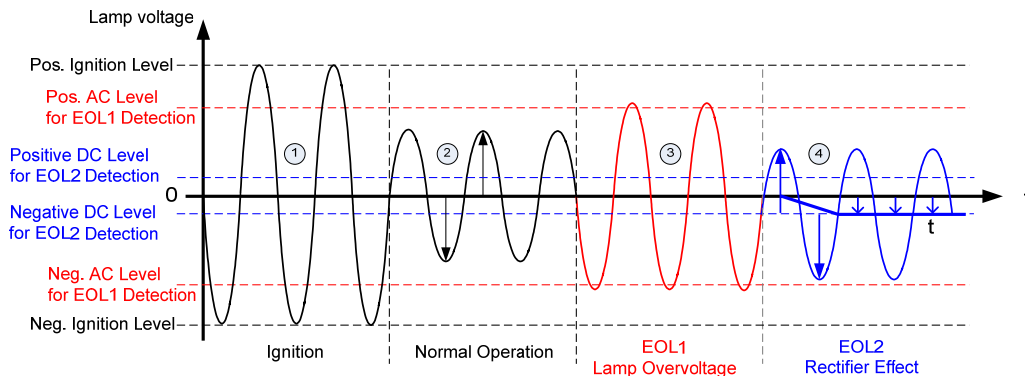 Lamp voltage
Pos. Ignition Level
Pos. AC Level
for EOL1 Detection
Positive DC Level
for EOL2 Detection
0
Negative DC Level
for EOL2 Detection
Neg. AC Level
for EOL1 Detection
Neg. Ignition Level
1
2
3
4
t
Ignition
Normal Operation
EOL1
Lamp Overvoltage
EOL2
Rectifier Effect